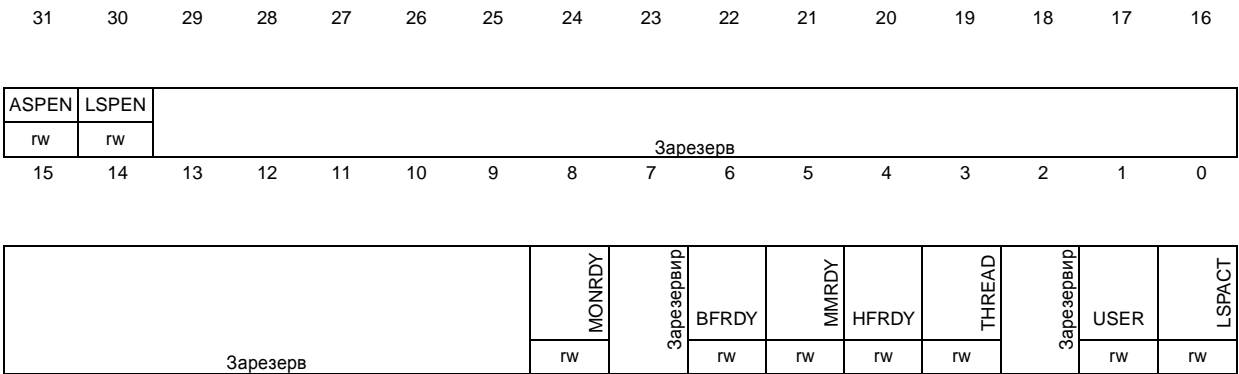 31 30 29 28 27 26 25 24 23 22 21 20 19 18 17 16
ASPEN LSPEN
rw rw Зарезерв
15 14 13 12 11 10 9 8 7 6 5 4 3 2 1 0
Зарезерв MONRDY Зарезервир BFRDY MMRDY HFRDY THREAD Зарезервир USER LSPACT
rw rw rw rw rw rw rw